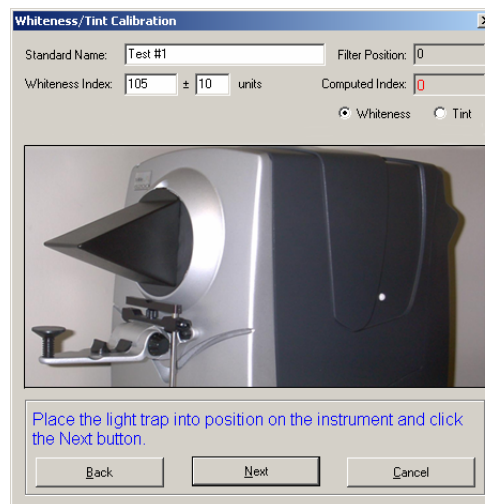 Whiteness/Tint Calibration
Standard Name: Test #1 Filter Position: 0
Whiteness Index: 105 ± 10 units Computed Index: 0
Whiteness Tint
Place the light trap into position on the instrument and click
the Next button.
Back Next Cancel